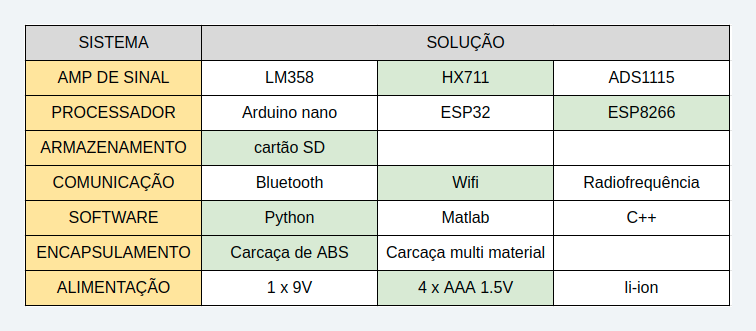 SISTEMA SOLUÇÃO
AMP DE SINAL LM358 HX711 ADS1115
PROCESSADOR Arduino nano ESP32 ESP8266
ARMAZENAMENTO cartão SD
COMUNICAÇÃO Bluetooth Wifi Radiofrequência
SOFTWARE Python Matlab C++
ENCAPSULAMENTO Carcaça de ABS Carcaça multi material
ALIMENTAÇÃO 1 x 9V 4 x AAA 1.5V li-ion